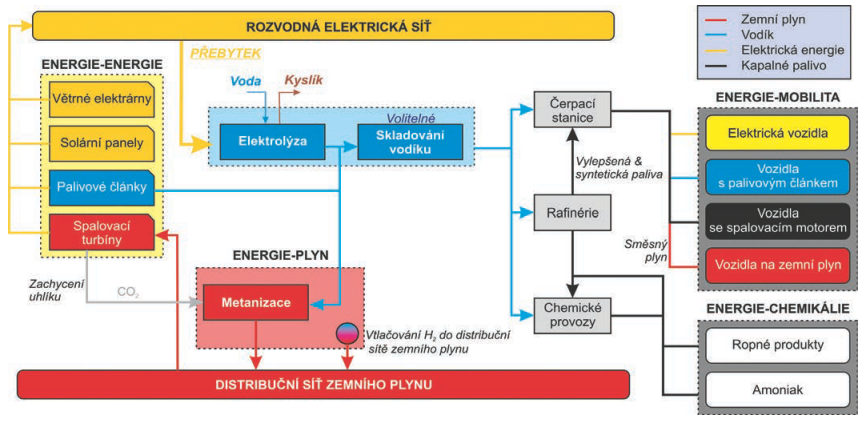 ROZVODNÁ ELEKTRICKÁ SÍŤ
Zemní plyn
Vodík
Elektrická energie
Kapalné palivo
PŘEBYTEK
ENERGIE-ENERGIE
Větrné elektrárny
Solární panely
Palivové články
Spalovací
turbíny
Voda
Kyslík
Volitelné
Elektrolýza
Skladování
vodíku
Čerpací
stanice
Vylepšená &
syntetická paliva
Rafinérie
Chemické
provozy
ENERGIE-MOBILITA
Elektrická vozidla
Vozidla
s palivovým článkem
Vozidla
se spalovacím motorem
Směsný
plyn
Vozidla na zemní plyn
ENERGIE-PLYN
Zachycení
uhlíku
CO₂
Metanizace
Vtlačování H₂ do distribuční
sítě zemního plynu
ENERGIE-CHEMIKÁLIE
Ropné produkty
Amoniak
DISTRIBUČNÍ SÍŤ ZEMNÍHO PLYNU